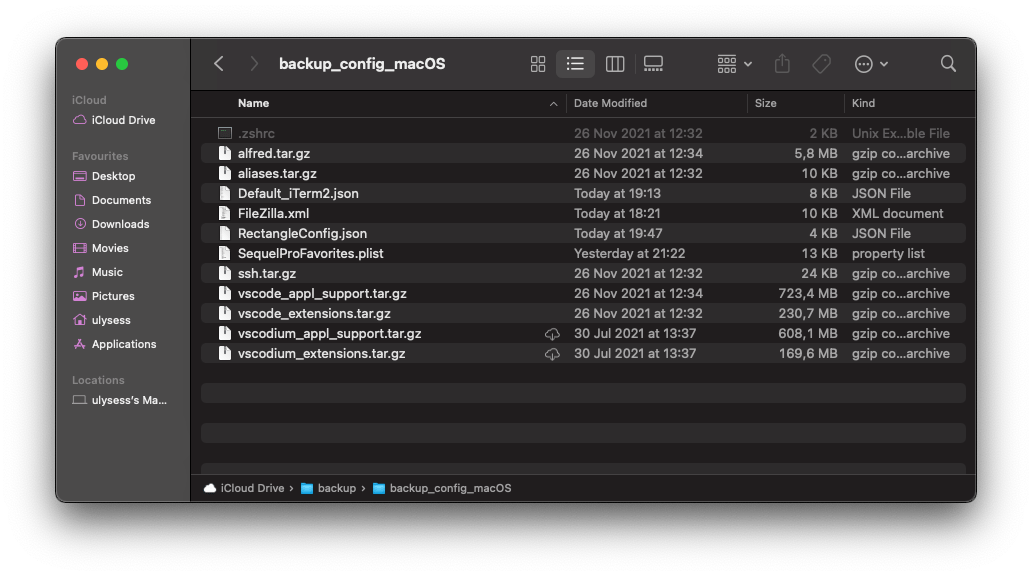 backup_config_macOS
iCloud
iCloud Drive
Favourites
Desktop
Documents
Downloads
Movies
Music
Pictures
ulysess
Applications
Locations
ulysess's Ma...
Name Date Modified Size Kind
.zshrc 26 Nov 2021 at 12:32 2 KB Unix Ex...ble File
alfred.tar.gz 26 Nov 2021 at 12:34 5,8 MB gzip co...archive
aliases.tar.gz 26 Nov 2021 at 12:32 10 KB gzip co...archive
Default_iTerm2.json Today at 19:13 8 KB JSON File
FileZilla.xml Today at 18:21 10 KB XML document
RectangleConfig.json Today at 19:47 4 KB JSON File
SequelProFavorites.plist Yesterday at 21:22 13 KB property list
ssh.tar.gz 26 Nov 2021 at 12:32 24 KB gzip co...archive
vscode_appl_support.tar.gz 26 Nov 2021 at 12:34 723,4 MB gzip co...archive
vscode_extensions.tar.gz 26 Nov 2021 at 12:32 230,7 MB gzip co...archive
vscodium_appl_support.tar.gz 30 Jul 2021 at 13:37 608,1 MB gzip co...archive
vscodium_extensions.tar.gz 30 Jul 2021 at 13:37 169,6 MB gzip co...archive
iCloud Drive › backup › backup_config_macOS